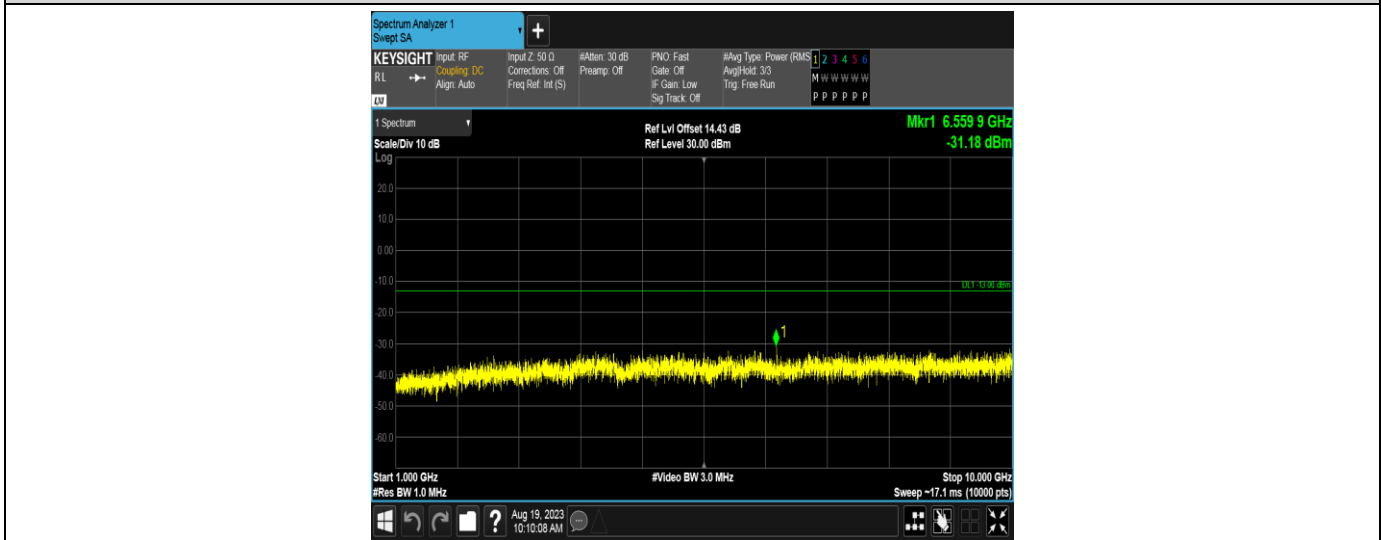 Spectrum Analyzer 1
Swept SA
+
KEYSIGHT Input: RF Input Z: 50 Ω #Atten: 30 dB PNO: Fast #Avg Type: Power (RMS 1 2 3 4 5 6
RL Coupling: DC Corrections: Off Preamp: Off Gate: Off Avg|Hold: 3/3 M W W W W W
Align: Auto Freq Ref: Int (S) IF Gain: Low Trig: Free Run
LXI Sig Track: Off P P P P P P
1 Spectrum Ref Lvl Offset 14.43 dB Mkr1 6.559 9 GHz
Scale/Div 10 dB Ref Level 30.00 dBm -31.18 dBm
Log
20.0
10.0
0.00
-10.0
DL1 -13.00 dBm
-20.0
1
-30.0
-40.0
-50.0
-60.0
Start 1.000 GHz #Video BW 3.0 MHz Stop 10.000 GHz
#Res BW 1.0 MHz Sweep ~17.1 ms (10000 pts)
? Aug 19, 2023
10:10:08 AM